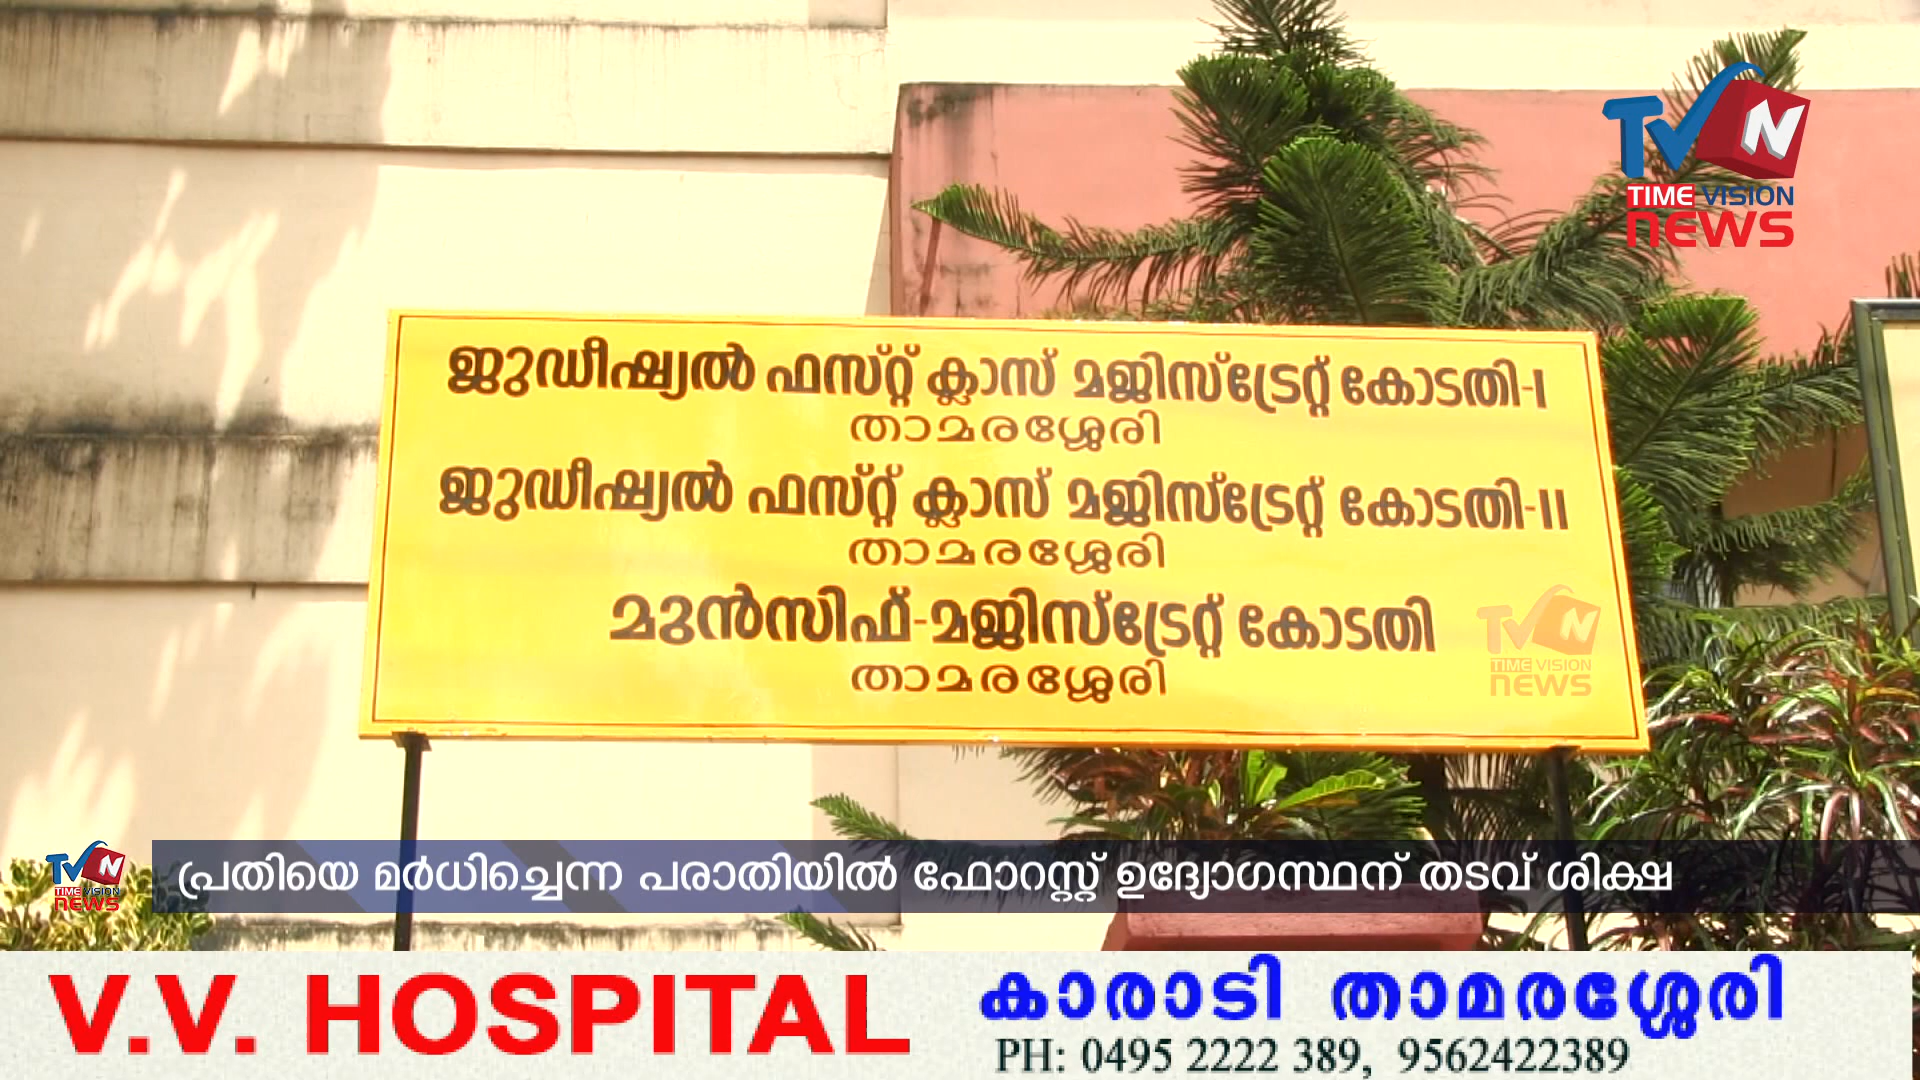 TVN
TIME VISION
NEWS
ജുഡീഷ്യൽ ഫസ്റ്റ് ക്ലാസ് മജിസ്ട്രേറ്റ് കോടതി-I
താമരശ്ശേരി
ജുഡീഷ്യൽ ഫസ്റ്റ് ക്ലാസ് മജിസ്ട്രേറ്റ് കോടതി-II
താമരശ്ശേരി
മുൻസിഫ്-മജിസ്ട്രേറ്റ് കോടതി
താമരശ്ശേരി
TVN
TIME VISION
NEWS
TVN
TIME VISION
NEWS
പ്രതിയെ മർധിച്ചെന്ന പരാതിയിൽ ഫോറസ്റ്റ് ഉദ്യോഗസ്ഥന് തടവ് ശിക്ഷ
V.V. HOSPITAL
കാരാടി താമരശ്ശേരി
PH: 0495 2222 389, 9562422389